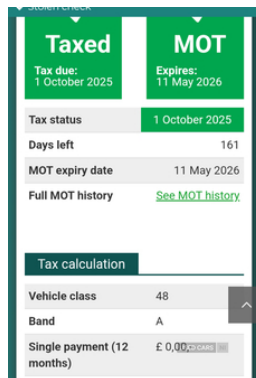 Stolen check
Taxed
MOT
Tax due:
1 October 2025
Expires:
11 May 2026
Tax status 1 October 2025
Days left 161
MOT expiry date 11 May 2026
Full MOT history See MOT history
Tax calculation
Vehicle class 48
Band A
Single payment (12 £ 0,00
months)